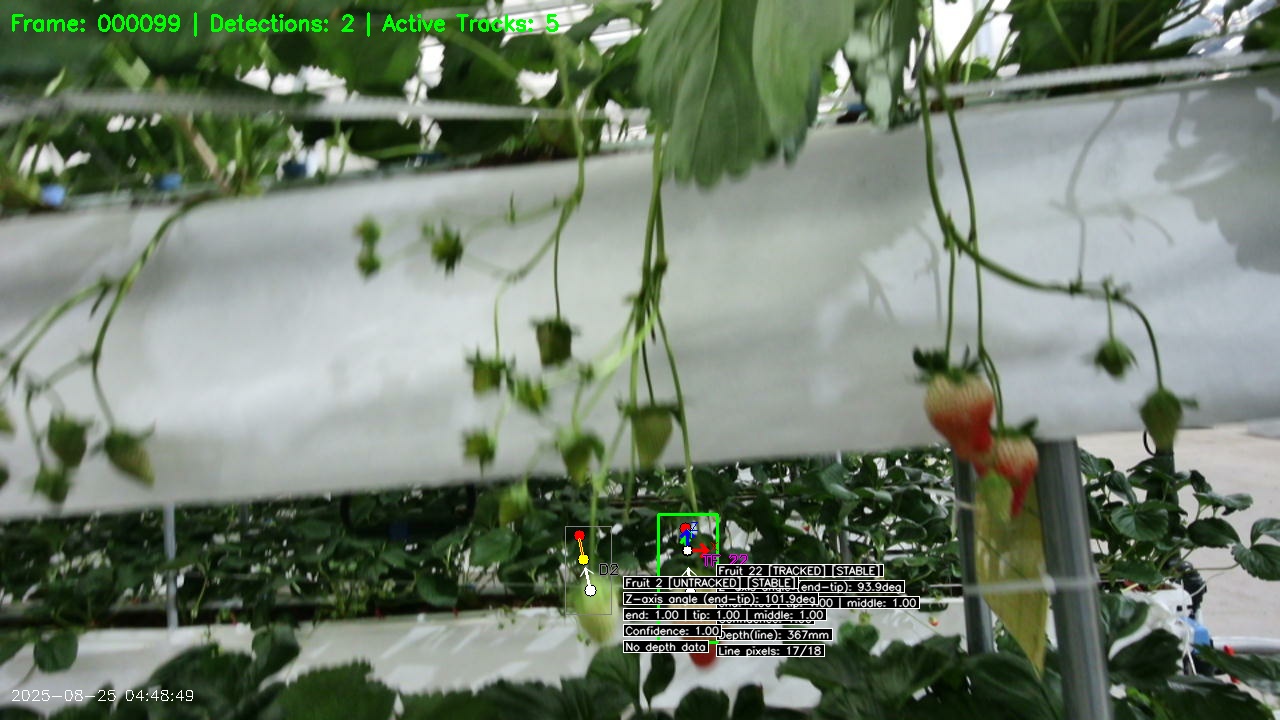 Frame: 000099 | Detections: 2 | Active Tracks: 5
Z
D2
TF_22
Fruit 22 [TRACKED] [STABLE]
Fruit 2 [UNTRACKED] [STABLE]
(end-tip): 93.9deg
Z-axis angle (end-tip): 101.9deg
| middle: 1.00
end: 1.00 | tip: 1.00 | middle: 1.00
Confidence: 1.00
Depth(line): 367mm
No depth data
Line pixels: 17/18
2025-08-25 04:48:49